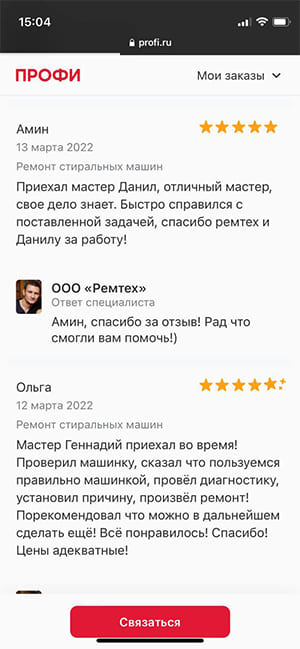 15:04
profi.ru
ПРОФИ
Мои заказы
Амин
13 марта 2022
Ремонт стиральных машин
Приехал мастер Данил, отличный мастер,
свое дело знает. Быстро справился с
поставленной задачей, спасибо ремтех и
Данилу за работу!
ООО «Ремтех»
Ответ специалиста
Амин, спасибо за отзыв! Рад что
смогли вам помочь!)
Ольга
12 марта 2022
Ремонт стиральных машин
Мастер Геннадий приехал во время!
Проверил машинку, сказал что пользуемся
правильно машинкой, провёл диагностику,
установил причину, произвёл ремонт!
Порекомендовал что можно в дальнейшем
сделать ещё! Всё понравилось! Спасибо!
Цены адекватные!
Связаться